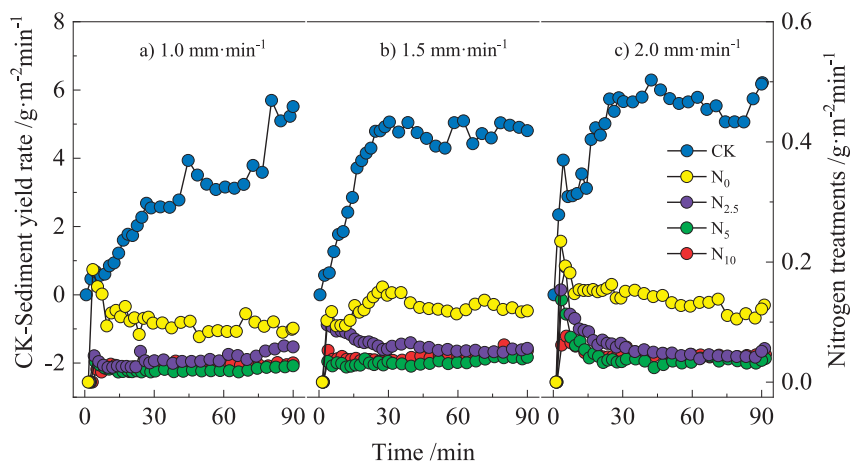 8
6
4
2
0
-2
CK-Sediment yield rate /g·m⁻²min⁻¹
a) 1.0 mm·min⁻¹
b) 1.5 mm·min⁻¹
c) 2.0 mm·min⁻¹
CK
N₀
N₂.₅
N₅
N₁₀
0.6
0.4
0.2
0.0
Nitrogen treatments /g·m⁻²min⁻¹
0 30 60 90 0 30 60 90 0 30 60 90
Time /min